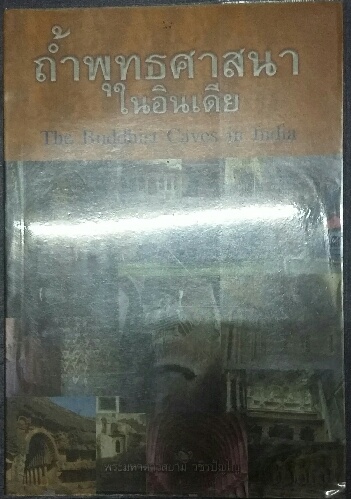 ถ้ำพุทธศาสนา
ในอินเดีย
The Buddhist Caves in India